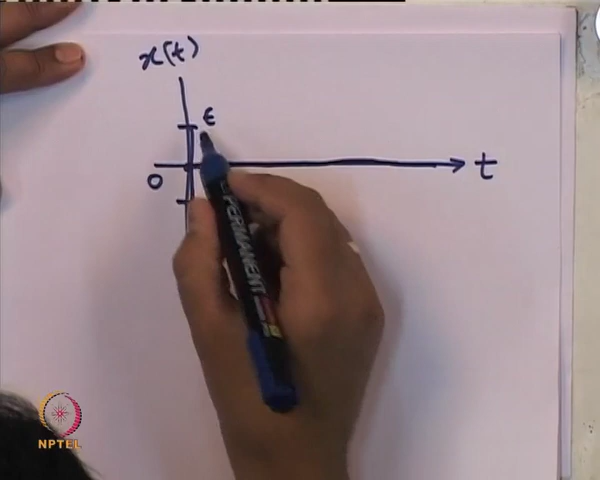 x(t)
ϵ
0
t
PERMANENT
NPTEL